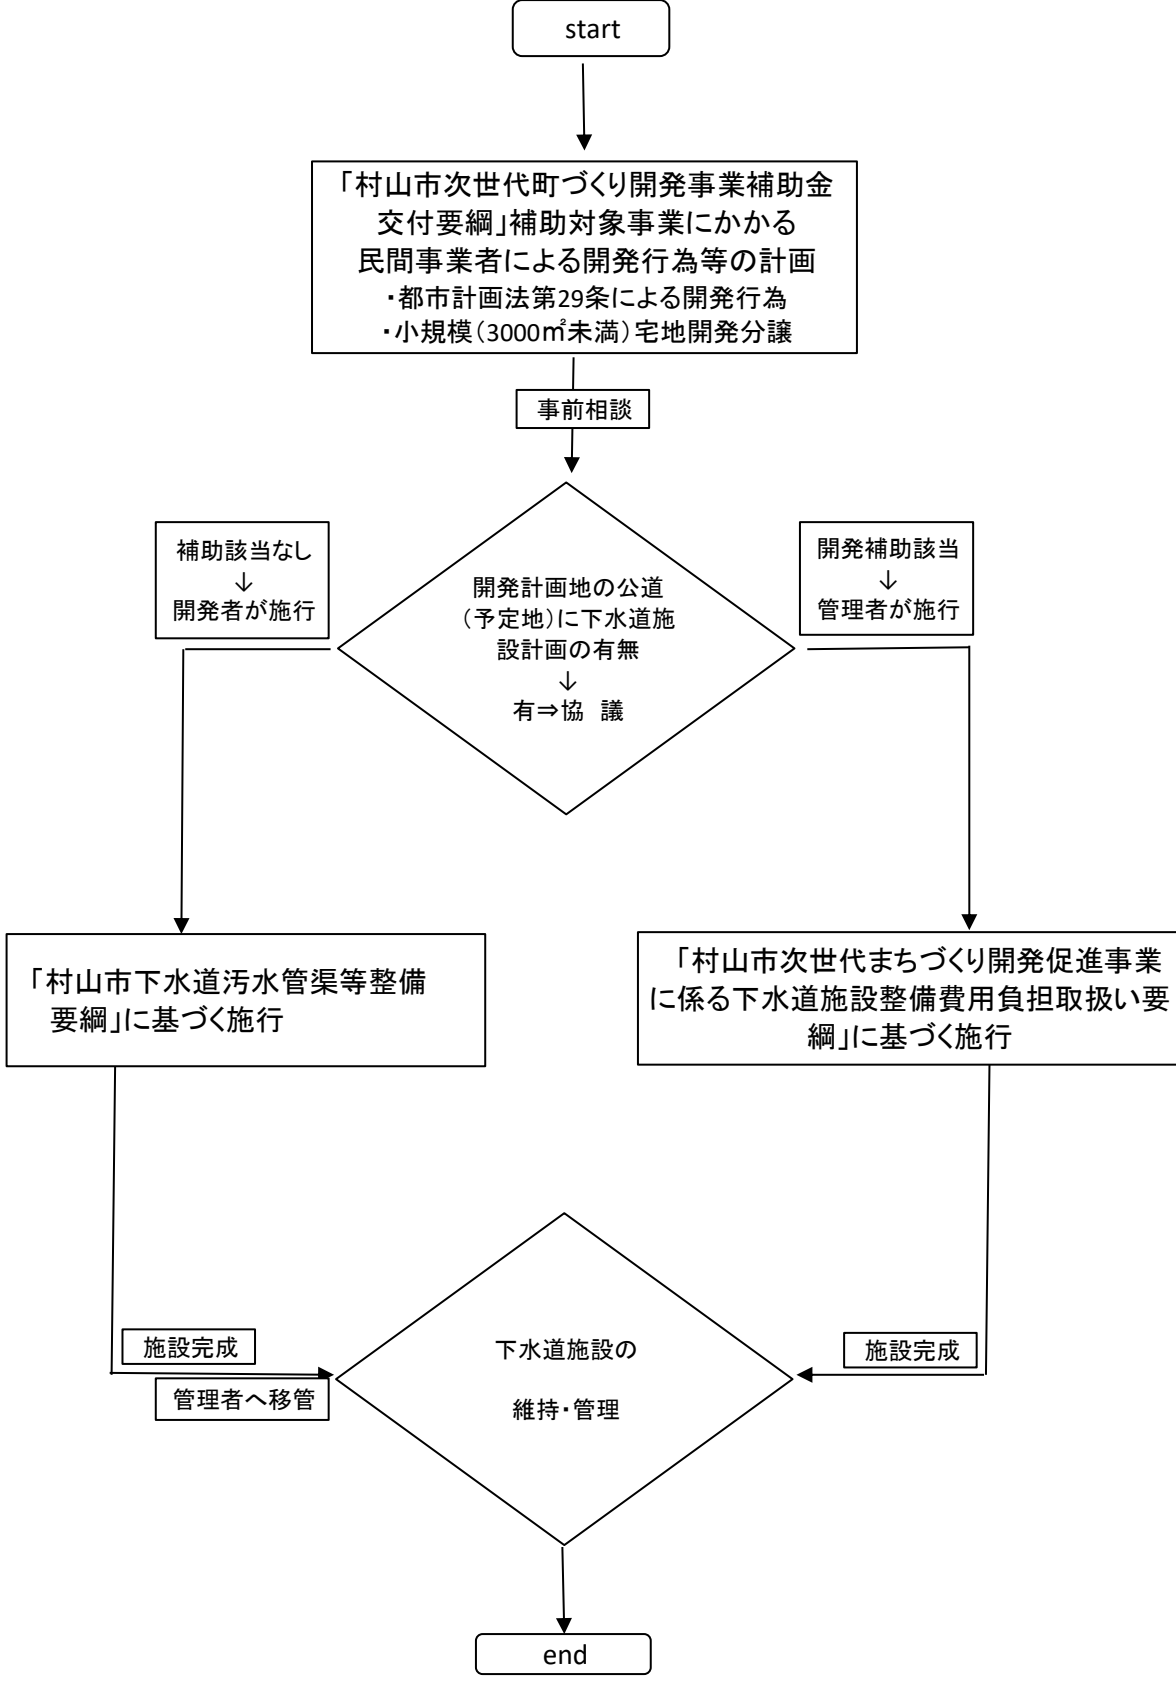 start
「村山市次世代町づくり開発事業補助金
交付要綱」補助対象事業にかかる
民間事業者による開発行為等の計画
・都市計画法第29条による開発行為
・小規模（3000㎡未満）宅地開発分譲
事前相談
補助該当なし
↓
開発者が施行
開発計画地の公道
（予定地）に下水道施
設計画の有無
↓
有⇒協　議
開発補助該当
↓
管理者が施行
「村山市下水道汚水管渠等整備
要綱」に基づく施行
「村山市次世代まちづくり開発促進事業
に係る下水道施設整備費用負担取扱い要
綱」に基づく施行
施設完成
管理者へ移管
下水道施設の
維持・管理
施設完成
end